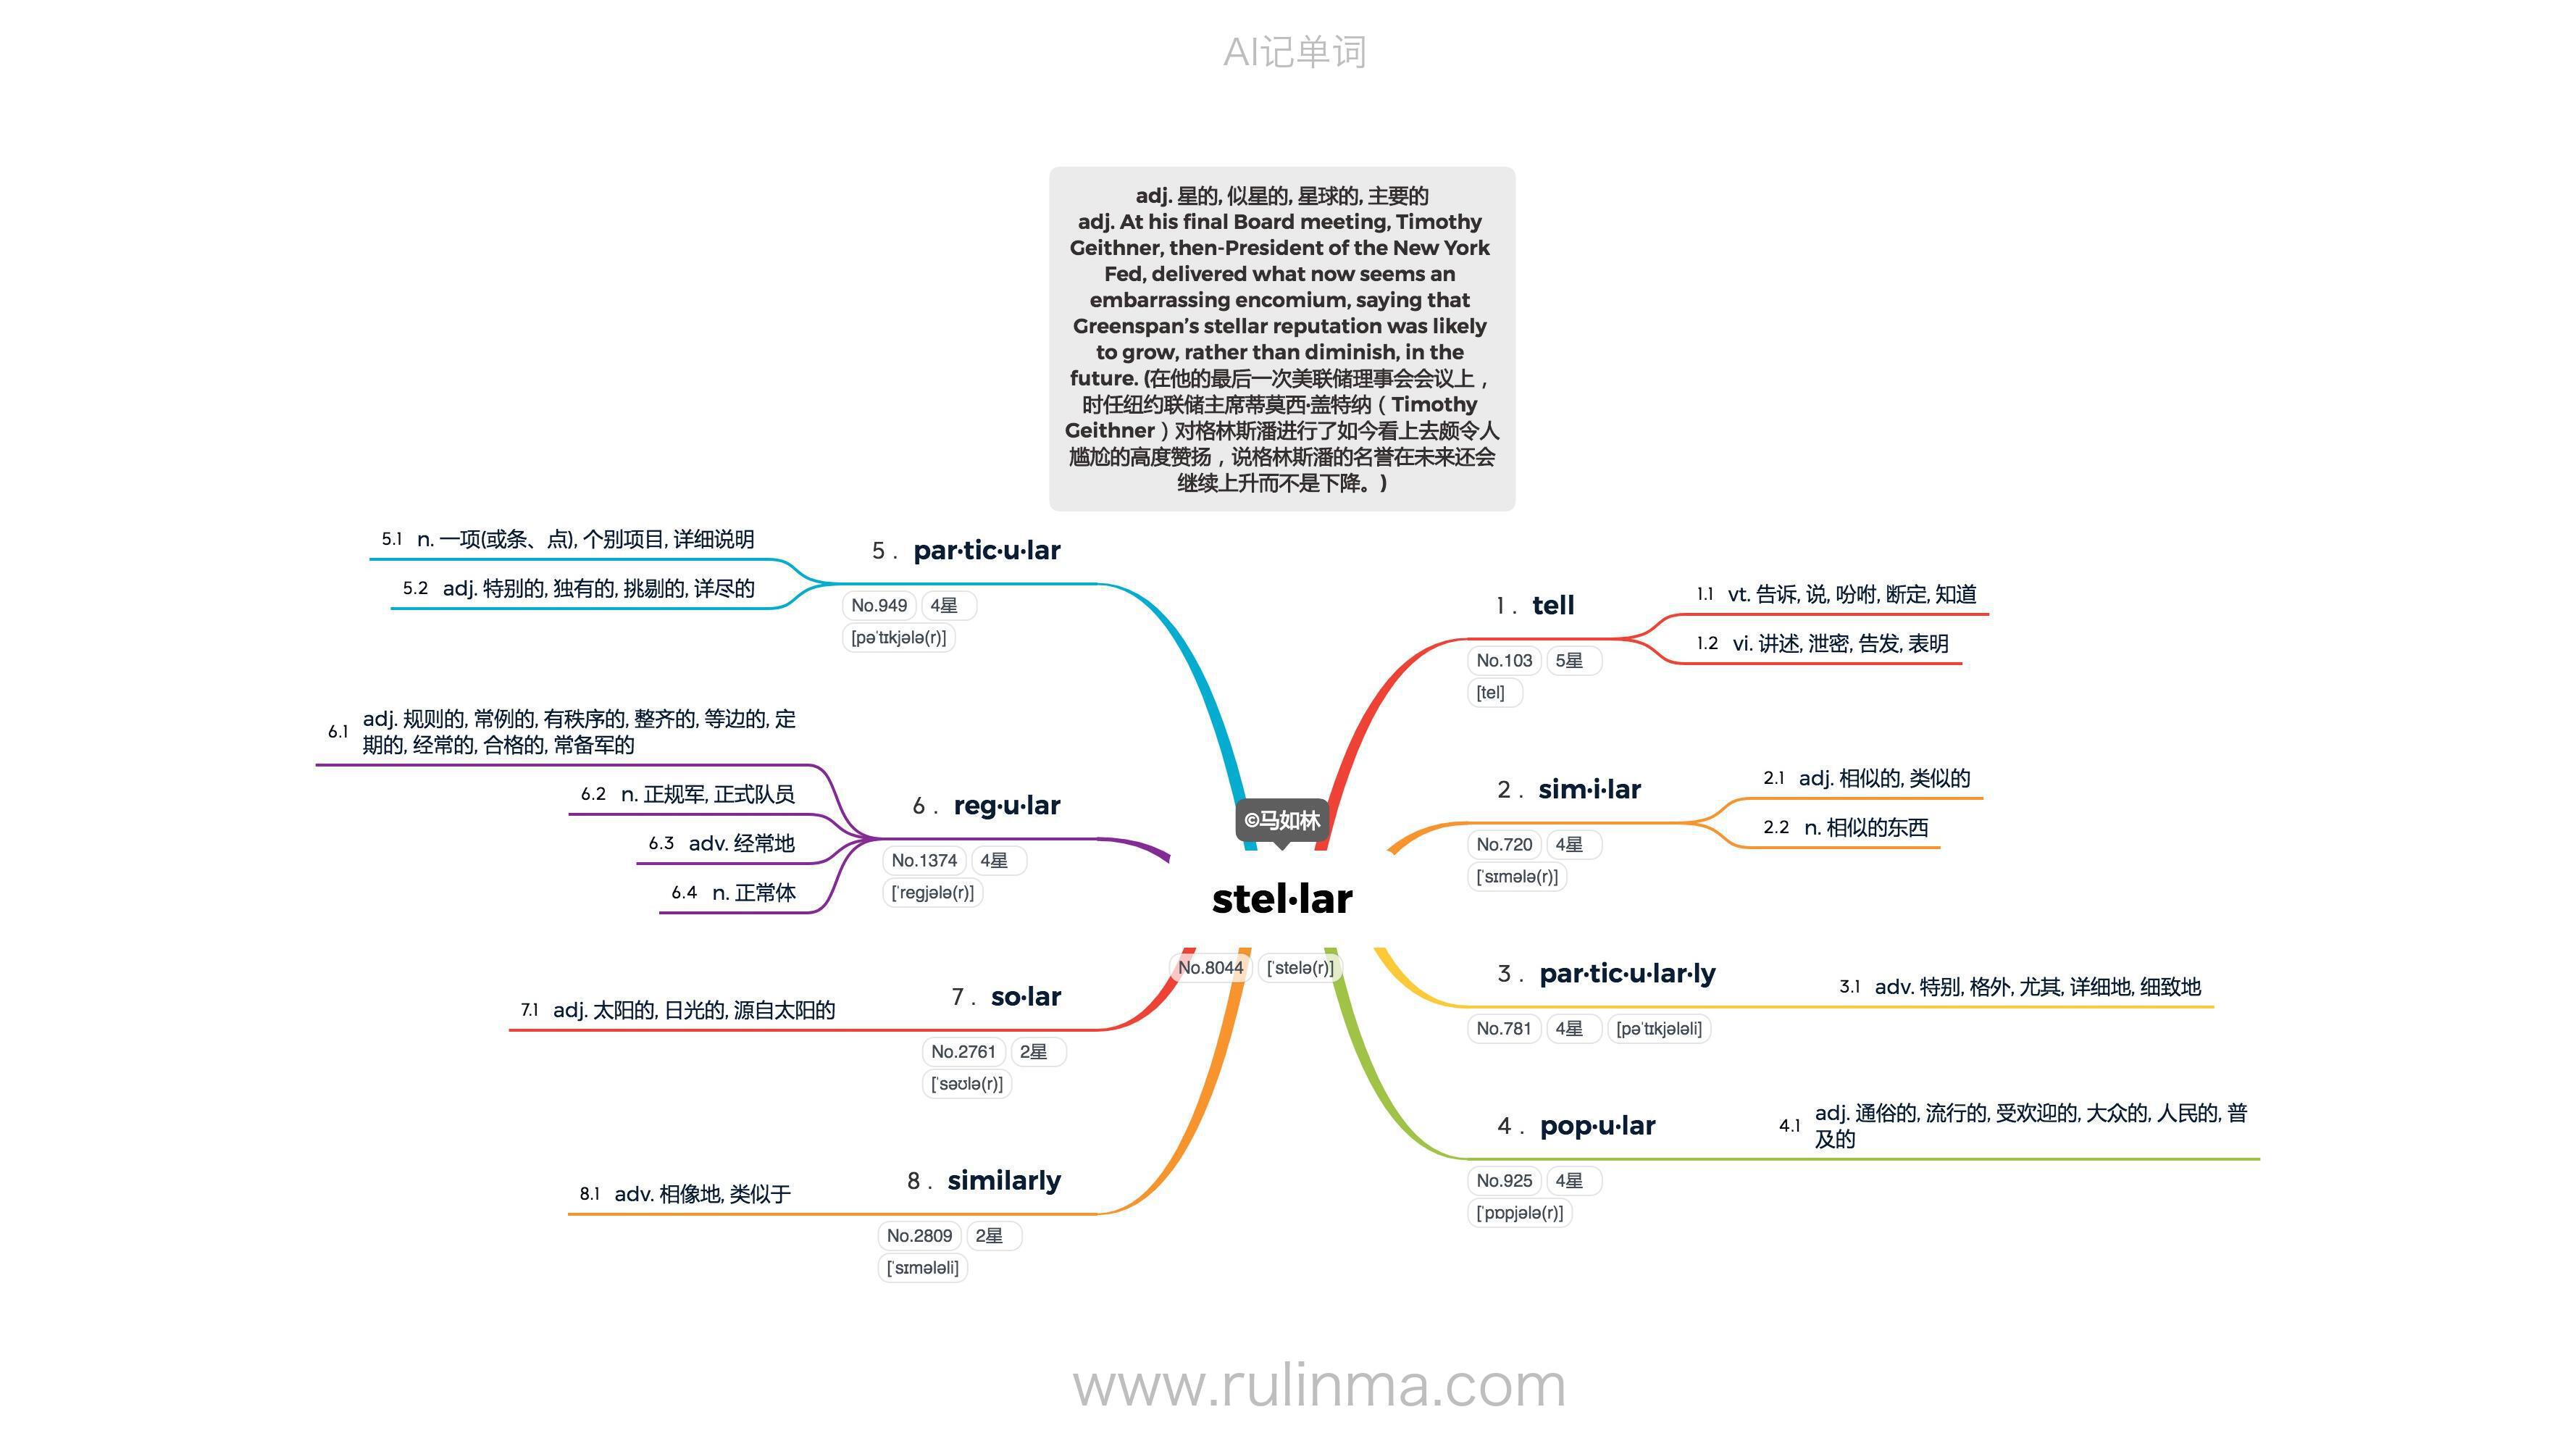 AI记单词
adj. 星的, 似星的, 星球的, 主要的
adj. At his final Board meeting, Timothy
Geithner, then-President of the New York
Fed, delivered what now seems an
embarrassing encomium, saying that
Greenspan’s stellar reputation was likely
to grow, rather than diminish, in the
future. (在他的最后一次美联储理事会会议上，
时任纽约联储主席蒂莫西·盖特纳（Timothy
Geithner）对格林斯潘进行了如今看上去颇令人
尴尬的高度赞扬，说格林斯潘的名誉在未来还会
继续上升而不是下降。)
©马如林
stel·lar
No.8044 [ˈstelə(r)]
1. tell
No.103 5星
[tel]
1.1 vt. 告诉, 说, 吩咐, 断定, 知道
1.2 vi. 讲述, 泄密, 告发, 表明
2. sim·i·lar
No.720 4星
[ˈsɪmələ(r)]
2.1 adj. 相似的, 类似的
2.2 n. 相似的东西
3. par·tic·u·lar·ly
No.781 4星 [pəˈtɪkjələli]
3.1 adv. 特别, 格外, 尤其, 详细地, 细致地
4. pop·u·lar
No.925 4星
[ˈpɒpjələ(r)]
4.1 adj. 通俗的, 流行的, 受欢迎的, 大众的, 人民的, 普
及的
5. par·tic·u·lar
No.949 4星
[pəˈtɪkjələ(r)]
5.1 n. 一项(或条、点), 个别项目, 详细说明
5.2 adj. 特别的, 独有的, 挑剔的, 详尽的
6. reg·u·lar
No.1374 4星
[ˈregjələ(r)]
6.1 adj. 规则的, 常例的, 有秩序的, 整齐的, 等边的, 定
期的, 经常的, 合格的, 常备军的
6.2 n. 正规军, 正式队员
6.3 adv. 经常地
6.4 n. 正常体
7. so·lar
No.2761 2星
[ˈsəʊlə(r)]
7.1 adj. 太阳的, 日光的, 源自太阳的
8. similarly
No.2809 2星
[ˈsɪmələli]
8.1 adv. 相像地, 类似于
www.rulinma.com